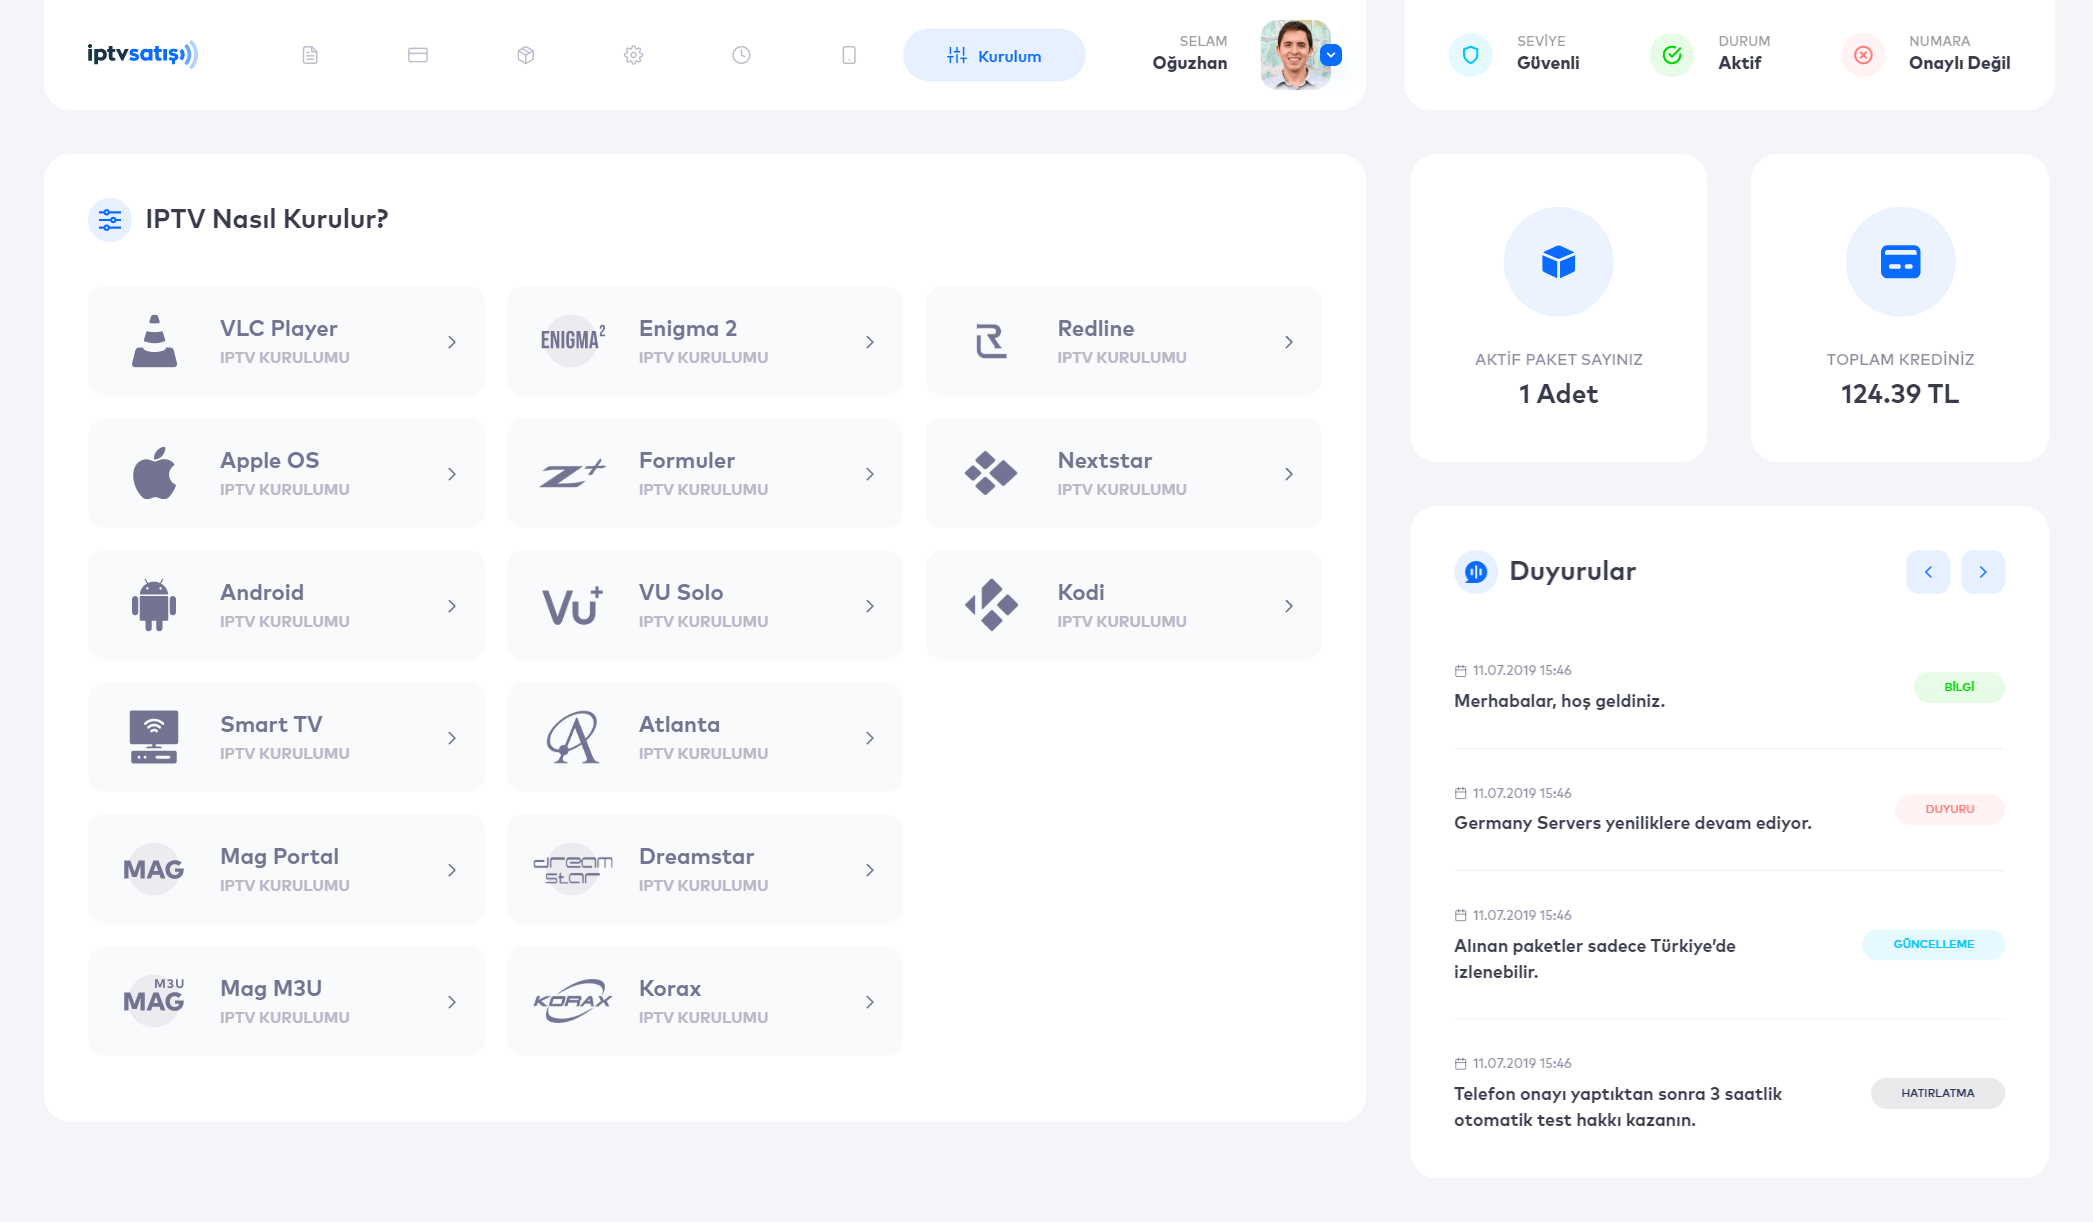 iptvsatış
Kurulum
SELAM
Oğuzhan
SEVİYE
Güvenli
DURUM
Aktif
NUMARA
Onaylı Değil
IPTV Nasıl Kurulur?
VLC Player
IPTV KURULUMU
ENIGMA2
Enigma 2
IPTV KURULUMU
Redline
IPTV KURULUMU
Apple OS
IPTV KURULUMU
Z+
Formuler
IPTV KURULUMU
Nextstar
IPTV KURULUMU
Android
IPTV KURULUMU
Vu+
VU Solo
IPTV KURULUMU
Kodi
IPTV KURULUMU
Smart TV
IPTV KURULUMU
Atlanta
IPTV KURULUMU
MAG
Mag Portal
IPTV KURULUMU
dream
star
Dreamstar
IPTV KURULUMU
M3U
MAG
Mag M3U
IPTV KURULUMU
KORAX
Korax
IPTV KURULUMU
AKTİF PAKET SAYINIZ
1 Adet
TOPLAM KREDİNİZ
124.39 TL
Duyurular
11.07.2019 15:46
Merhabalar, hoş geldiniz.
BİLGİ
11.07.2019 15:46
Germany Servers yeniliklere devam ediyor.
DUYURU
11.07.2019 15:46
Alınan paketler sadece Türkiye’de
izlenebilir.
GÜNCELLEME
11.07.2019 15:46
Telefon onayı yaptıktan sonra 3 saatlik
otomatik test hakkı kazanın.
HATIRLATMA